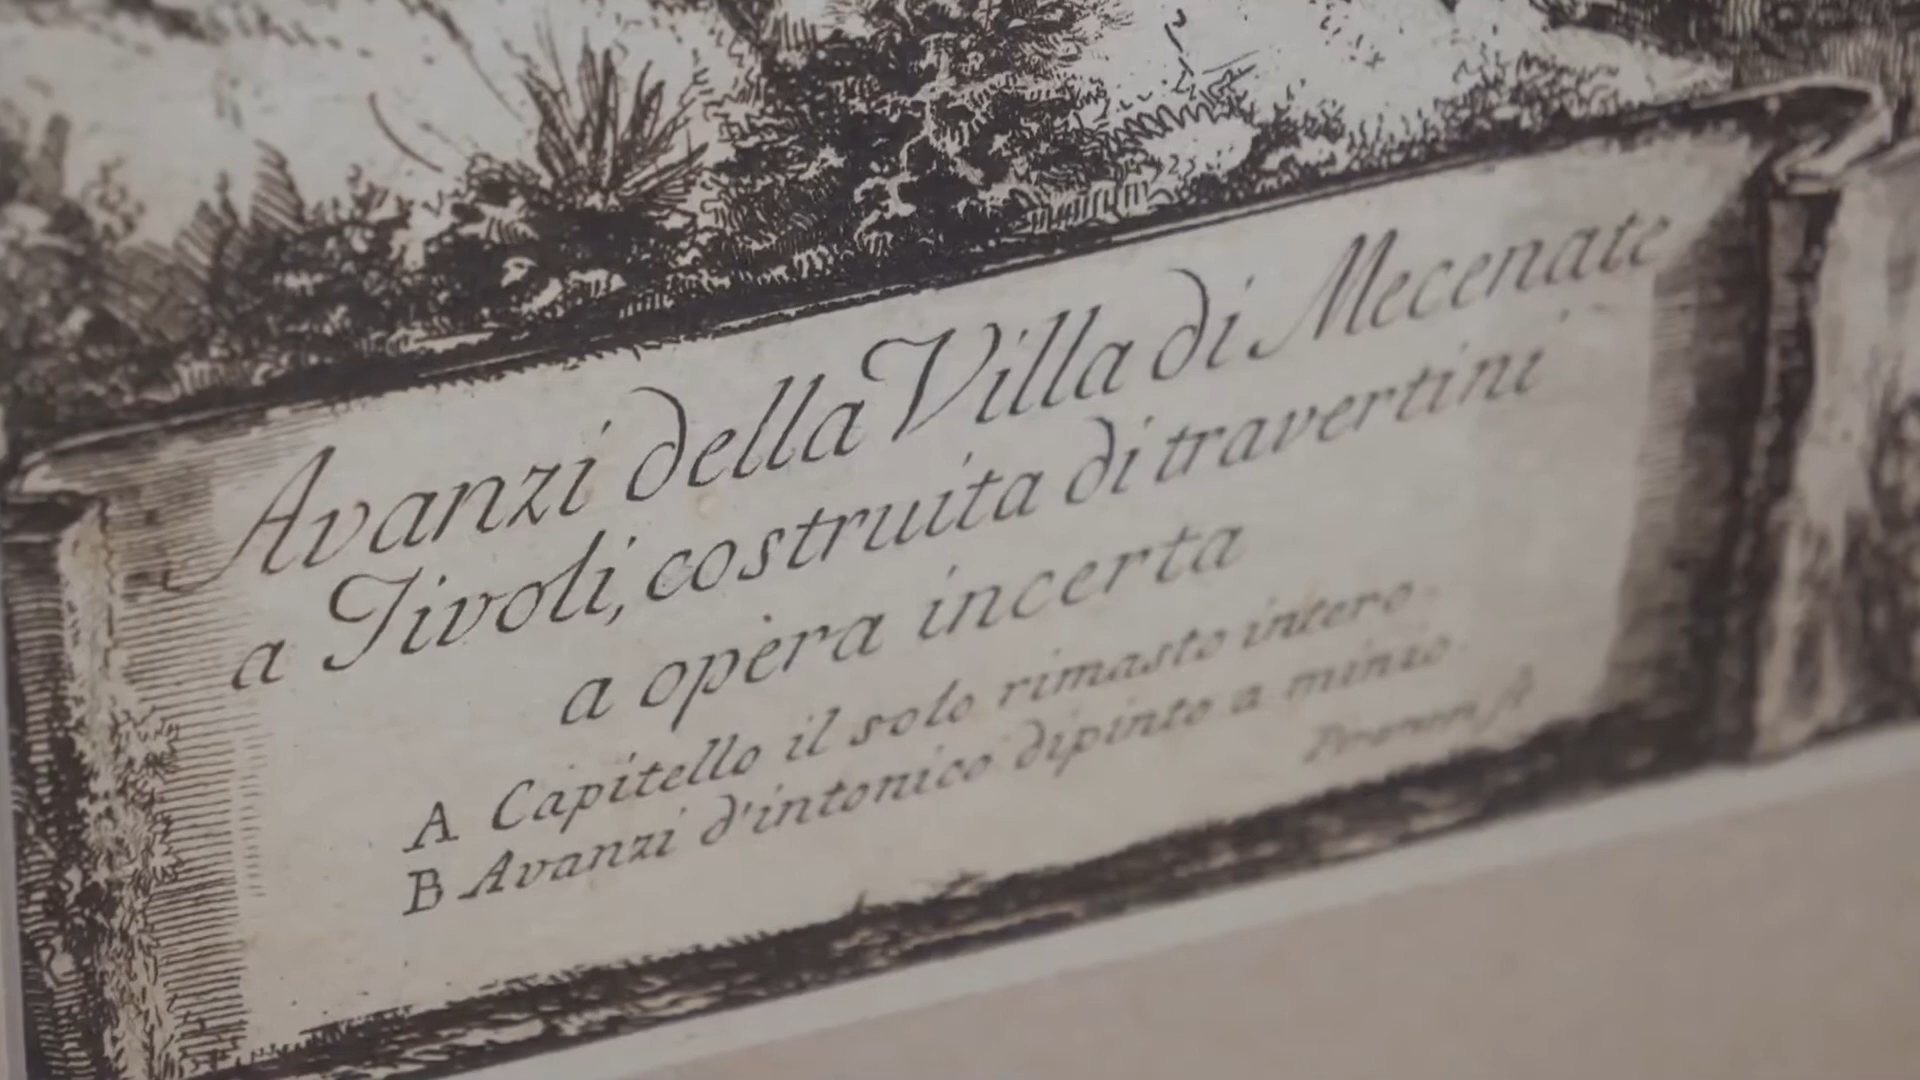 Avanzi della Villa di Mecenate
a Tivoli, costruita di travertini
a opera incerta
A Capitello il solo rimasto intero.
B Avanzi d'intonico dipinto a minio.